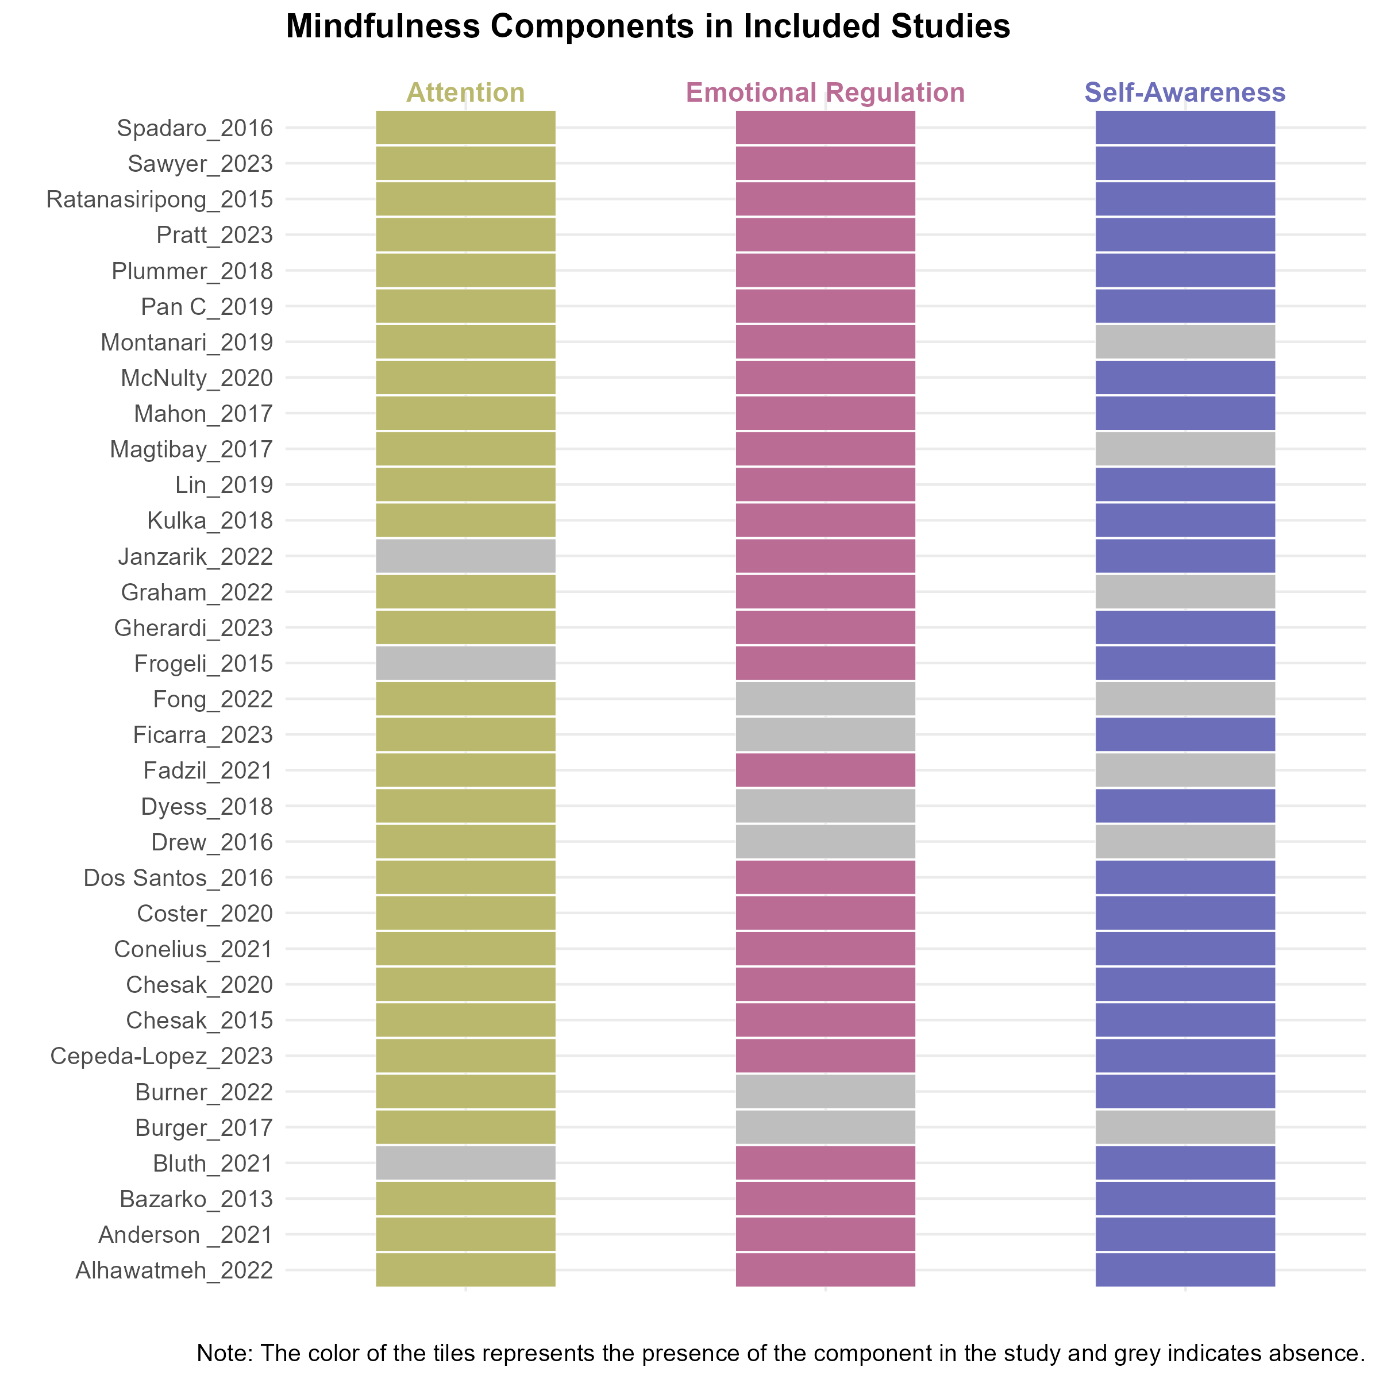 Mindfulness Components in Included Studies
Attention Emotional Regulation Self-Awareness
Spadaro_2016
Sawyer_2023
Ratanasiripong_2015
Pratt_2023
Plummer_2018
Pan C_2019
Montanari_2019
McNulty_2020
Mahon_2017
Magtibay_2017
Lin_2019
Kulka_2018
Janzarik_2022
Graham_2022
Gherardi_2023
Frogeli_2015
Fong_2022
Ficarra_2023
Fadzil_2021
Dyess_2018
Drew_2016
Dos Santos_2016
Coster_2020
Conelius_2021
Chesak_2020
Chesak_2015
Cepeda-Lopez_2023
Burner_2022
Burger_2017
Bluth_2021
Bazarko_2013
Anderson _2021
Alhawatmeh_2022
Note: The color of the tiles represents the presence of the component in the study and grey indicates absence.